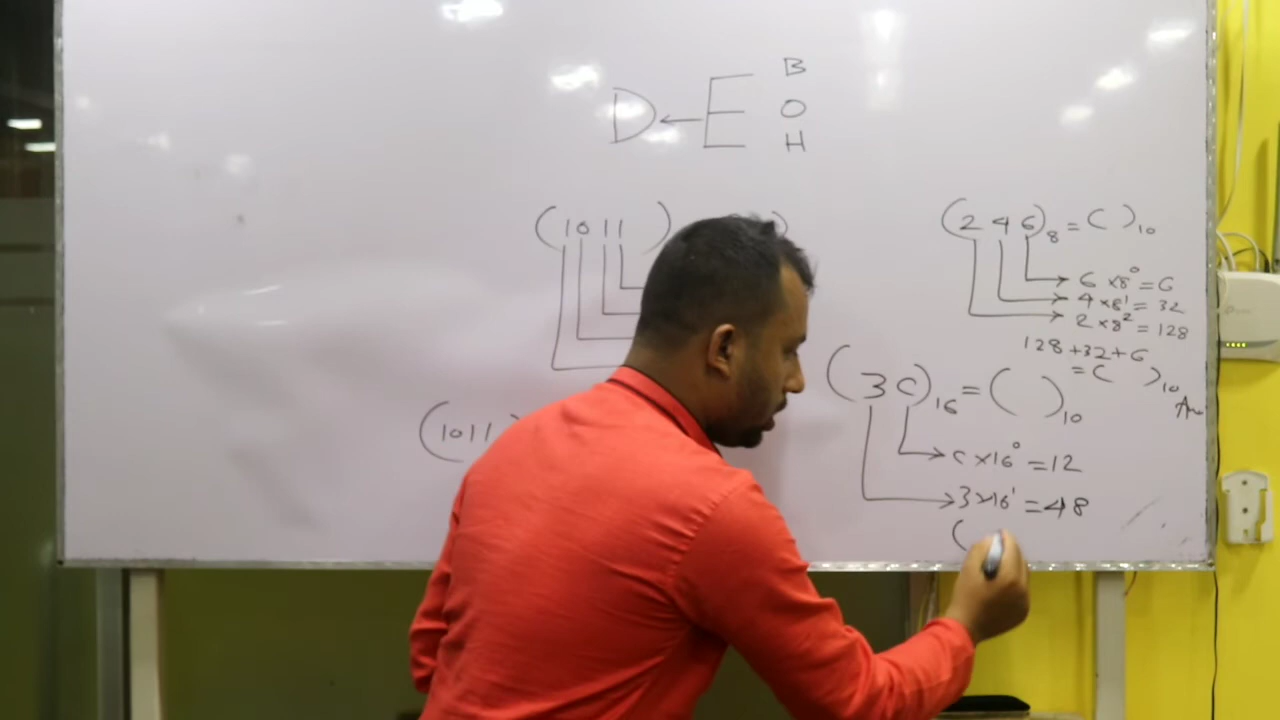 B
D ← E O
H
(1011)
(246)8 = ( )10
6 ×8⁰ = 6
4 ×8¹ = 32
2 ×8² = 128
128 +32 + 6
= ( )10
An
(3C)16 = ( )10
C ×16⁰ = 12
3×16¹ = 48
(
(1011